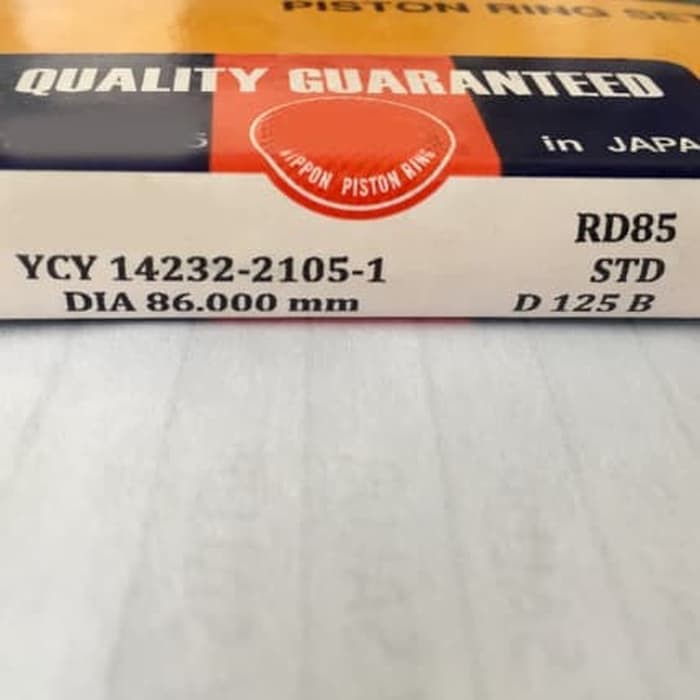 PISTON RING SE
QUALITY GUARANTEED
in JAPA
NIPPON PISTON RING
RD85
YCY 14232-2105-1
STD
DIA 86.000 mm
D 125 B